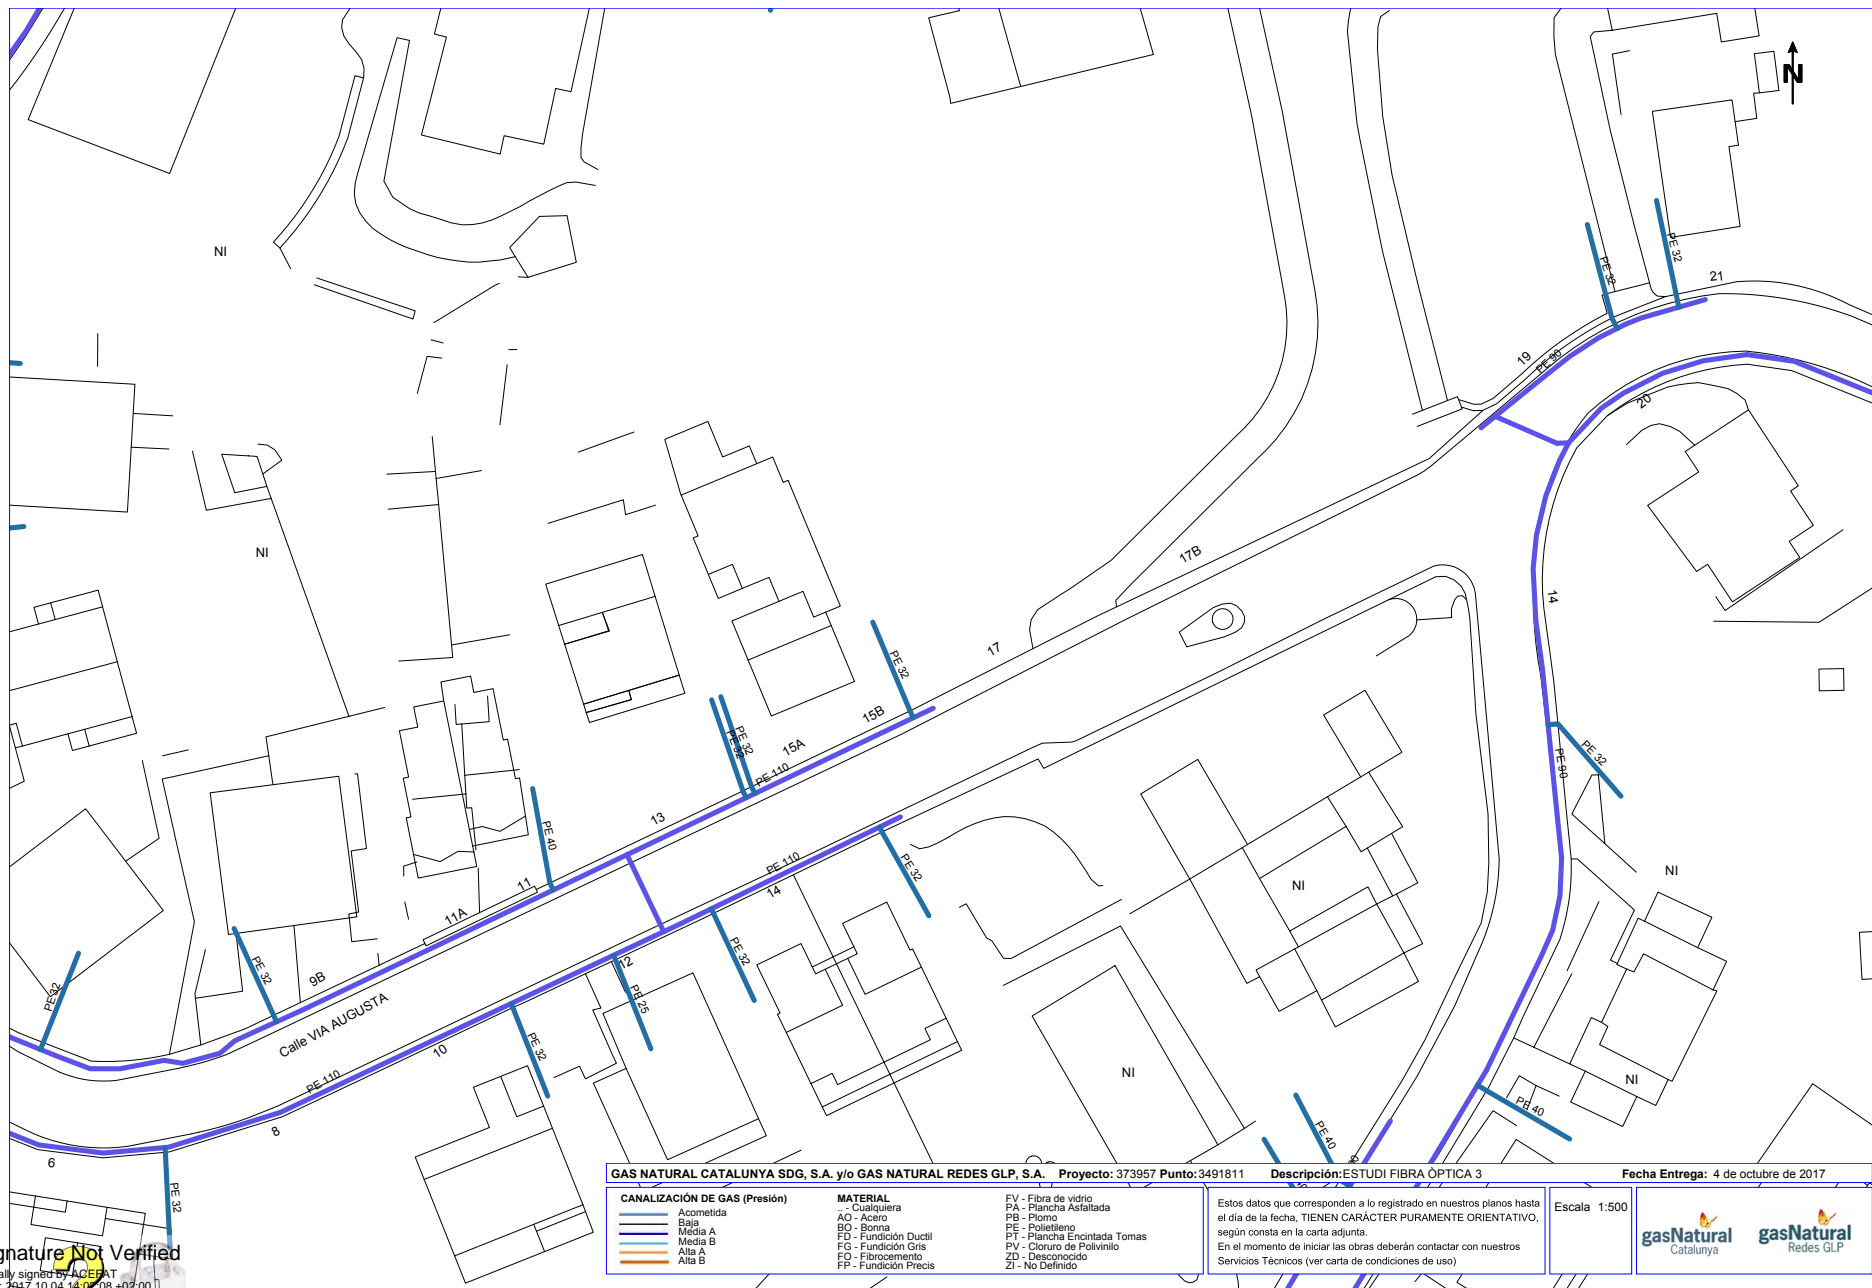 N
NI
21
PE 32
PE 32
19
PE 90
20
NI
17B
14
17
PE 32
15B
15A
PE 32
PE 32
PE 110
PE 32
PE 90
13
PE 40
11
11A
PE 110
14
PE 32
NI
NI
PE 32
12
PE 25
PE 32
9B
PE 32
Calle VIA AUGUSTA
10
PE 32
PE 110
8
6
PE 32
NI
NI
PE 40
PE 40
GAS NATURAL CATALUNYA SDG, S.A. y/o GAS NATURAL REDES GLP, S.A. Proyecto: 373957 Punto:3491811 Descripción:ESTUDI FIBRA ÒPTICA 3 Fecha Entrega: 4 de octubre de 2017
CANALIZACIÓN DE GAS (Presión)
Acometida
Baja
Media A
Media B
Alta A
Alta B
MATERIAL
.. - Cualquiera
AO - Acero
BO - Bonna
FD - Fundición Ductil
FG - Fundición Gris
FO - Fibrocemento
FP - Fundición Precis
FV - Fibra de vidrio
PA - Plancha Asfaltada
PB - Plomo
PE - Polietileno
PT - Plancha Encintada Tomas
PV - Cloruro de Polivinilo
ZD - Desconocido
ZI - No Definido
Estos datos que corresponden a lo registrado en nuestros planos hasta
el día de la fecha, TIENEN CARÁCTER PURAMENTE ORIENTATIVO,
según consta en la carta adjunta.
En el momento de iniciar las obras deberán contactar con nuestros
Servicios Técnicos (ver carta de condiciones de uso)
Escala 1:500
gasNatural
Catalunya
gasNatural
Redes GLP
gnature Not Verified
ally signed by ACEFAT